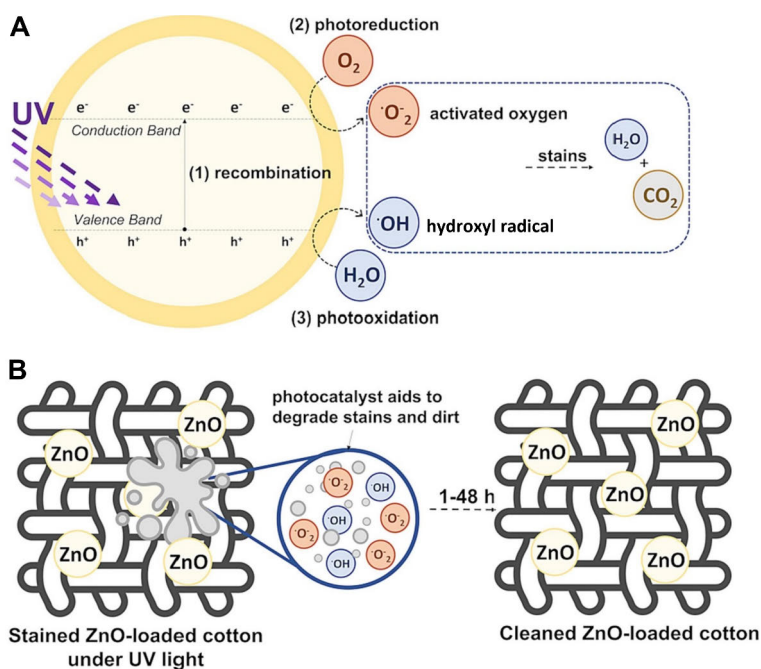 A
(2) photoreduction
O₂
UV
e⁻ e⁻ e⁻ e⁻ e⁻
Conduction Band
·O⁻₂
activated oxygen
stains
H₂O
+
CO₂
(1) recombination
Valence Band
h⁺ h⁺ h⁺ h⁺ h⁺
·OH
hydroxyl radical
H₂O
(3) photooxidation
B
photocatalyst aids to
degrade stains and dirt
ZnO
ZnO
ZnO
ZnO
·O⁻₂
·OH
·OH
·O⁻₂
·O⁻₂
·O⁻₂
·OH
1-48 h
ZnO
ZnO
ZnO
ZnO
ZnO
Stained ZnO-loaded cotton
under UV light
Cleaned ZnO-loaded cotton